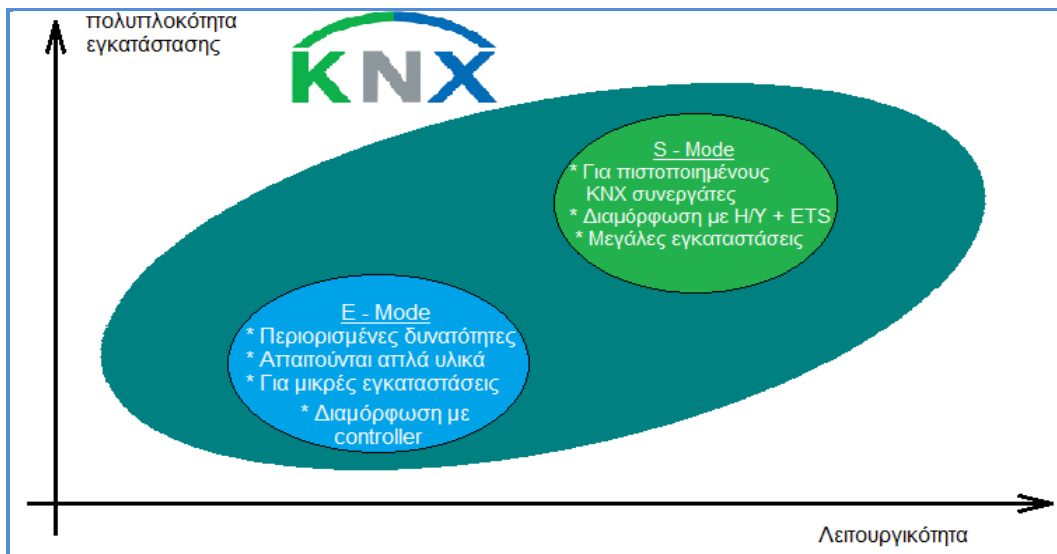 πολυπλοκότητα
εγκατάστασης
KNX
S - Mode
* Για πιστοποιημένους
KNX συνεργάτες
* Διαμόρφωση με Η/Υ + ETS
* Μεγάλες εγκαταστάσεις
E - Mode
* Περιορισμένες δυνατότητες
* Απαιτούνται απλά υλικά
* Για μικρές εγκαταστάσεις
* Διαμόρφωση με
controller
Λειτουργικότητα